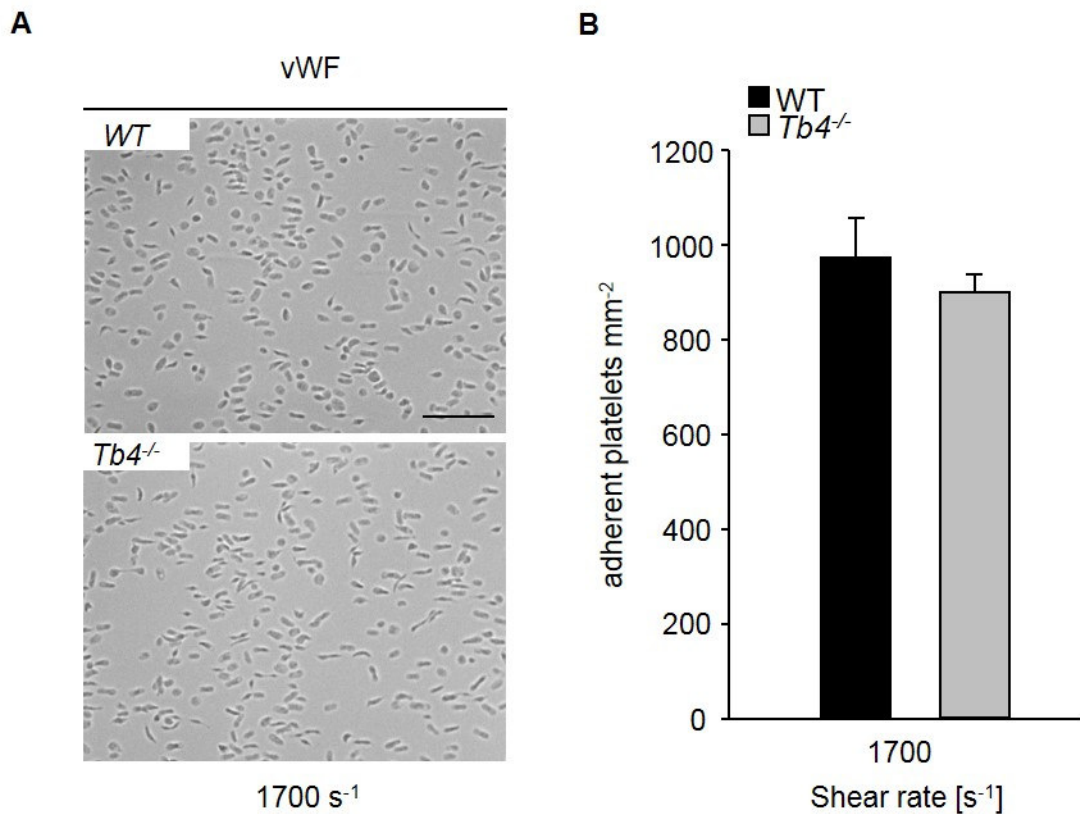 A
vWF
WT
Tb4-/-
1700 s-1
B
WT
Tb4-/-
1200
1000
800
600
400
200
0
adherent platelets mm-2
1700
Shear rate [s-1]